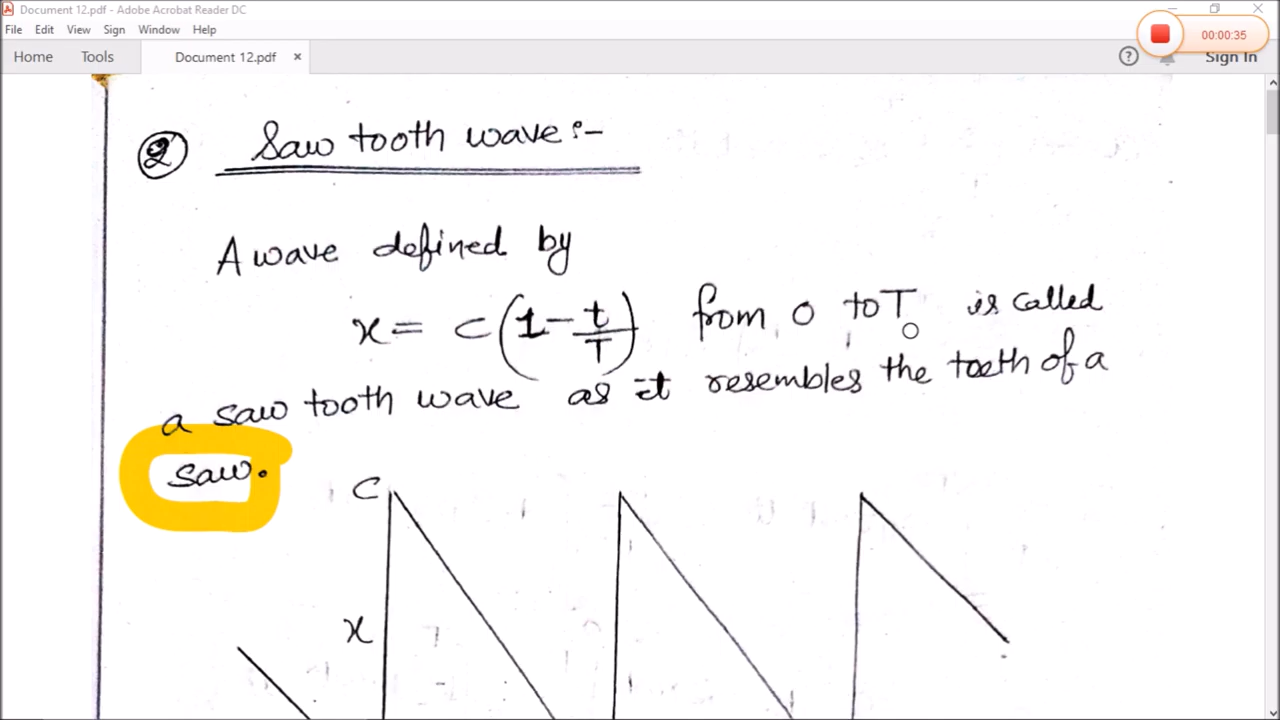 Document 12.pdf - Adobe Acrobat Reader DC
File Edit View Sign Window Help
00:00:35
Home Tools Document 12.pdf × ? Sign In
2 Saw tooth wave:-
A wave defined by
x = c(1 - t/T) from 0 to T is called
a saw tooth wave as it resembles the teeth of a
saw.
C
x